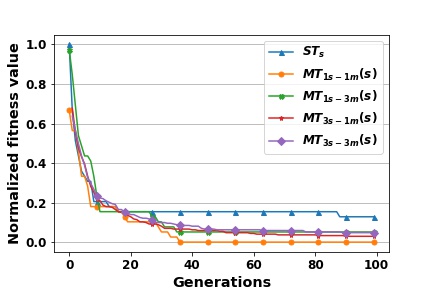 Normalized fitness value
1.0
0.8
0.6
0.4
0.2
0.0
0
20
40
60
80
100
Generations
STs
MT1s−1m(s)
MT1s−3m(s)
MT3s−1m(s)
MT3s−3m(s)